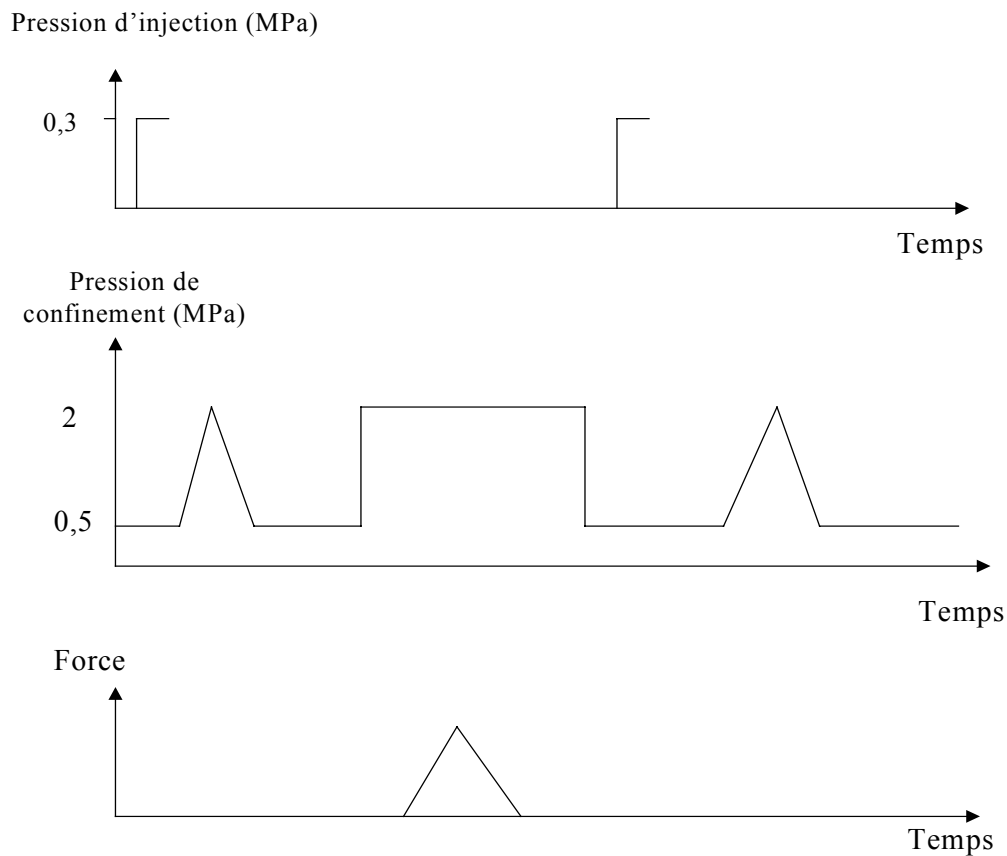 Pression d’injection (MPa)
0,3
Temps
Pression de
confinement (MPa)
2
0,5
Temps
Force
Temps